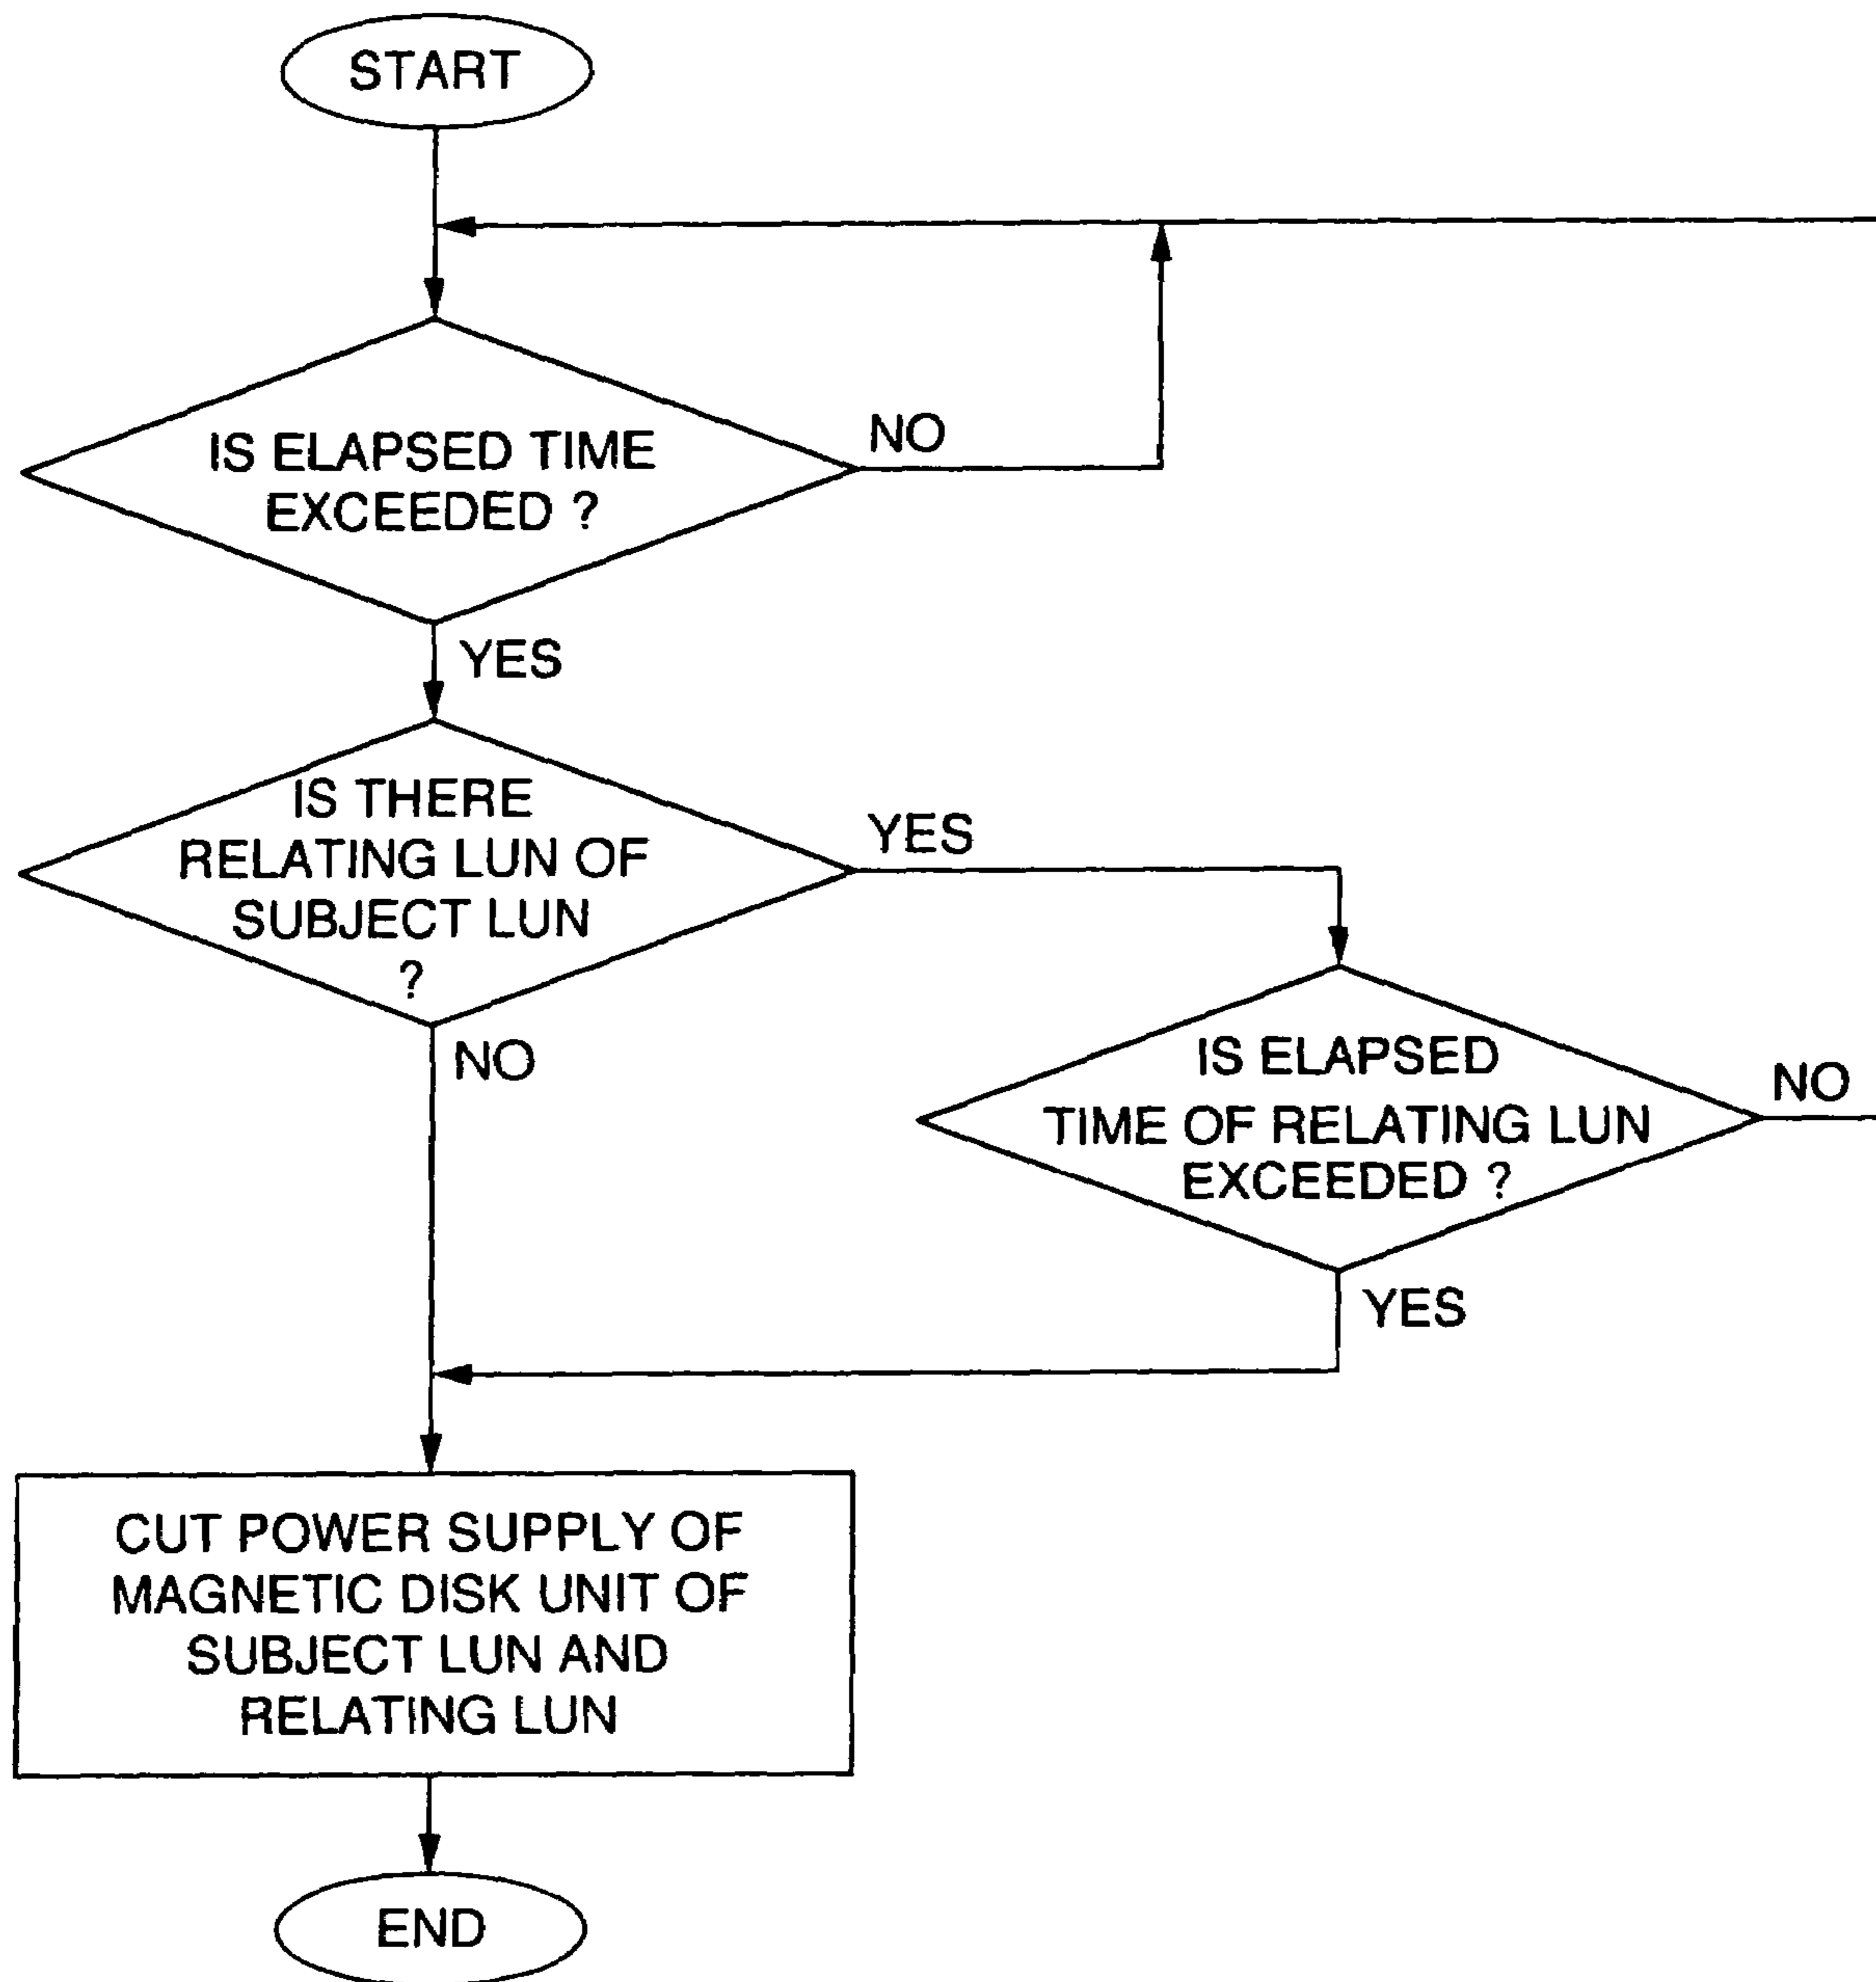 START
IS ELAPSED TIME
EXCEEDED ?
NO
YES
IS THERE
RELATING LUN OF
SUBJECT LUN
?
YES
NO
IS ELAPSED
TIME OF RELATING LUN
EXCEEDED ?
NO
YES
CUT POWER SUPPLY OF
MAGNETIC DISK UNIT OF
SUBJECT LUN AND
RELATING LUN
END